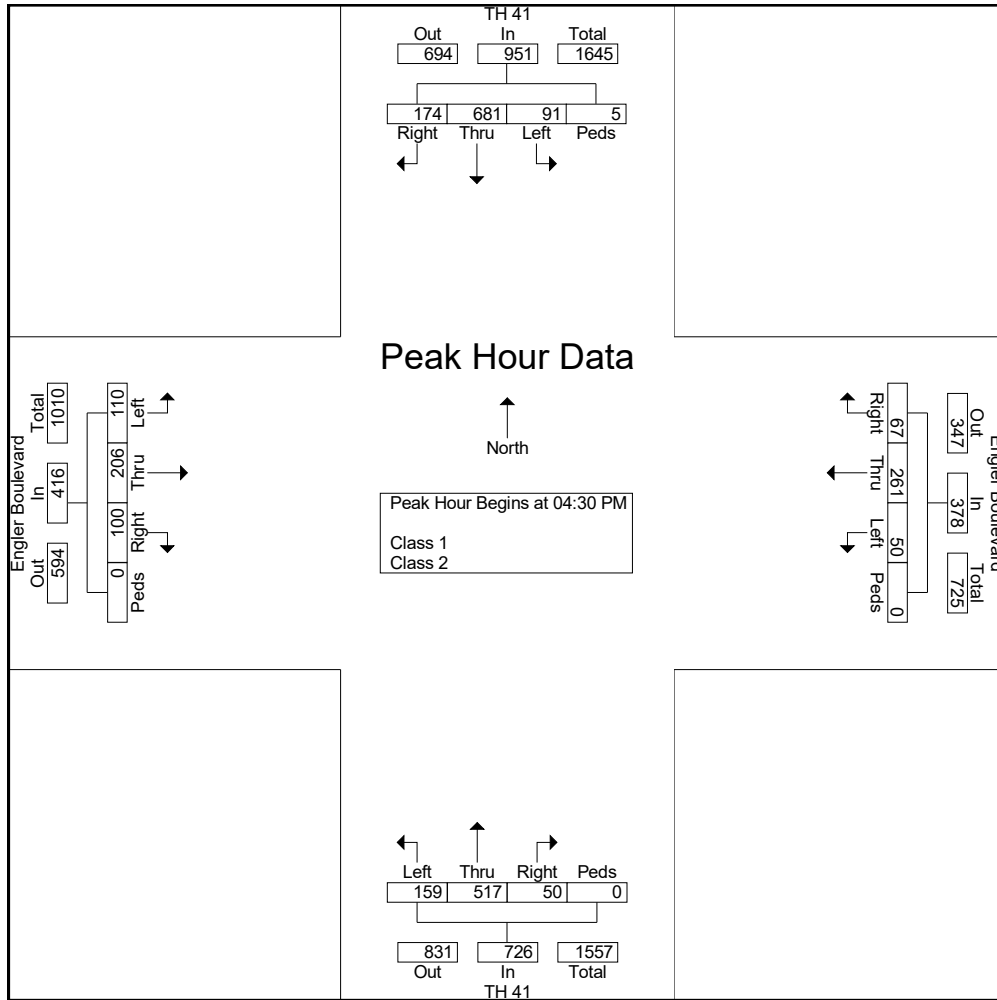 TH 41
Out In Total
694 951 1645
174 681 91 5
Right Thru Left Peds
Peak Hour Data
North
Peak Hour Begins at 04:30 PM
Class 1
Class 2
Engler Boulevard
Total In Out
1010 416 594
110 206 100 0
Left Thru Right Peds
Engler Boulevard
Out In Total
347 378 725
67 261 50 0
Right Thru Left Peds
Left Thru Right Peds
159 517 50 0
831 726 1557
Out In Total
TH 41